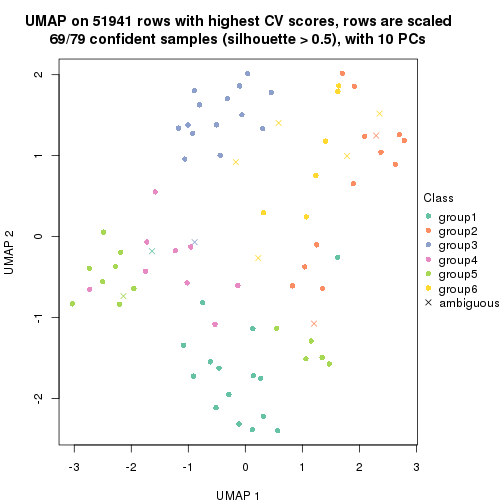 UMAP on 51941 rows with highest CV scores, rows are scaled
69/79 confident samples (silhouette > 0.5), with 10 PCs
2
1
0
-1
-2
UMAP 2
-3
-2
-1
0
1
2
3
UMAP 1
Class
group1
group2
group3
group4
group5
group6
ambiguous